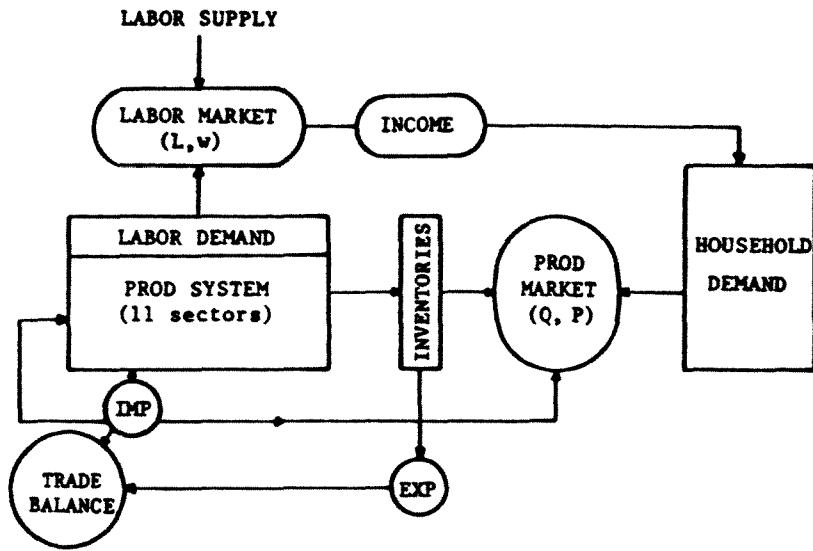 LABOR SUPPLY
LABOR MARKET
(L,w)
INCOME
LABOR DEMAND
PROD SYSTEM
(11 sectors)
INVENTORIES
PROD
MARKET
(Q, P)
HOUSEHOLD
DEMAND
IMP
TRADE
BALANCE
EXP